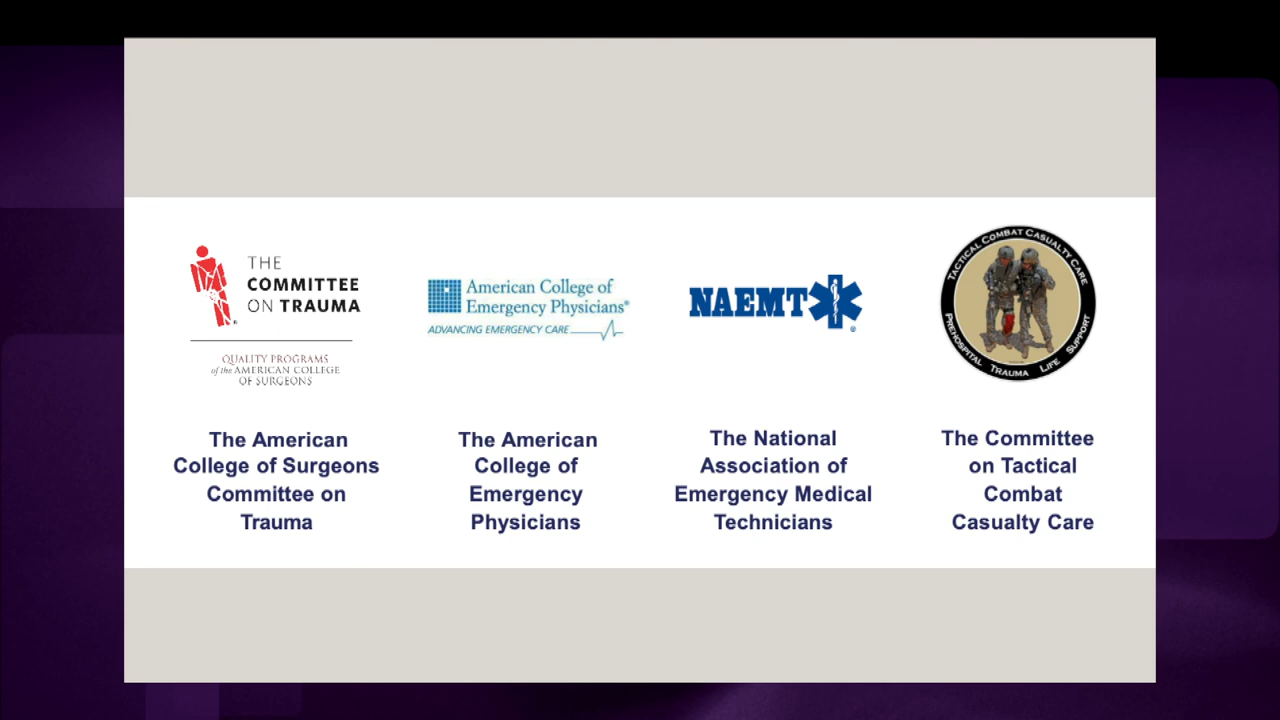 THE
COMMITTEE
ON TRAUMA
QUALITY PROGRAMS
of the AMERICAN COLLEGE
OF SURGEONS
American College of
Emergency Physicians®
ADVANCING EMERGENCY CARE
NAEMT
®
TACTICAL COMBAT CASUALTY CARE
PREHOSPITAL TRAUMA LIFE SUPPORT
The American
College of Surgeons
Committee on
Trauma
The American
College of
Emergency
Physicians
The National
Association of
Emergency Medical
Technicians
The Committee
on Tactical
Combat
Casualty Care